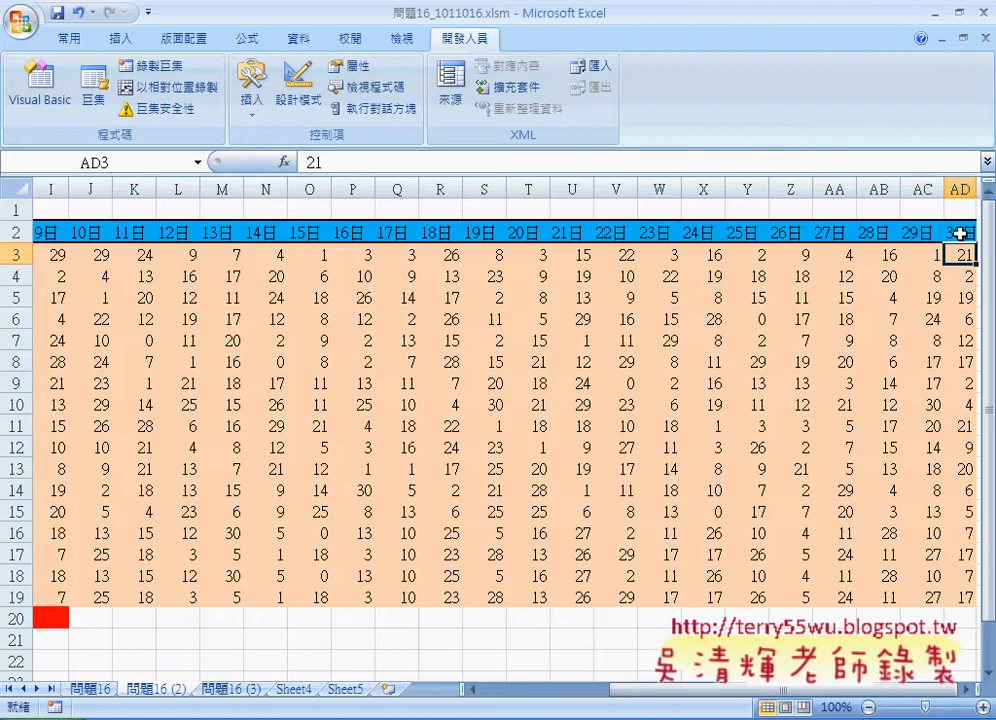 問題16_1011016.xlsm - Microsoft Excel
常用 插入 版面配置 公式 資料 校閱 檢視 開發人員
Visual Basic 巨集 錄製巨集 以相對位置錄製 巨集安全性 插入 設計模式 屬性 檢視程式碼 執行對話方塊 來源 對應內容 擴充套件 重新整理資料 匯入 匯出
程式碼 控制項 XML
AD3 fx 21
I J K L M N O P Q R S T U V W X Y Z AA AB AC AD
1
2 9日 10日 11日 12日 13日 14日 15日 16日 17日 18日 19日 20日 21日 22日 23日 24日 25日 26日 27日 28日 29日
3 29 29 24 9 7 4 1 3 3 26 8 3 15 22 3 16 2 9 4 16 1 21
4 2 4 13 16 17 20 6 10 9 13 23 9 19 10 22 19 18 18 12 20 8 2
5 17 1 20 12 11 24 18 26 14 17 2 8 13 9 5 8 15 11 15 4 19 19
6 4 22 12 19 17 12 8 12 2 26 11 5 29 16 15 28 0 17 18 7 24 6
7 24 10 0 11 20 2 9 2 13 15 2 15 1 11 29 8 2 7 9 8 8 12
8 28 24 7 1 16 0 8 2 7 28 15 21 12 29 8 11 29 19 20 6 17 17
9 21 23 1 21 18 17 11 13 11 7 20 18 24 0 2 16 13 13 3 14 17 2
10 13 29 14 25 15 26 11 25 10 4 30 21 29 23 6 19 11 12 21 12 30 4
11 15 26 28 6 16 29 21 4 18 22 1 18 18 10 18 1 3 3 5 17 20 21
12 10 10 21 4 8 12 5 3 16 24 23 1 9 27 11 3 26 2 7 15 14 9
13 8 9 21 13 7 21 12 1 1 17 25 20 19 17 14 8 9 21 5 13 18 20
14 19 2 18 13 15 9 14 30 5 2 21 28 1 11 18 10 7 2 29 4 8 6
15 20 5 4 23 6 9 25 8 13 6 25 25 6 8 13 0 17 7 20 3 13 5
16 18 13 15 12 30 5 0 13 10 25 5 16 27 2 11 26 10 4 11 28 10 7
17 7 25 18 3 5 1 18 3 10 23 28 13 26 29 17 17 26 5 24 11 27 17
18 18 13 15 12 30 5 0 13 10 25 5 16 27 2 11 26 10 4 11 28 10 7
19 7 25 18 3 5 1 18 3 10 23 28 13 26 29 17 17 26 5 24 11 27 17
20
21
22
http://terry55wu.blogspot.tw
吳清輝老師錄製
問題16 問題16 (2) 問題16 (3) Sheet4 Sheet5
就緒 100%